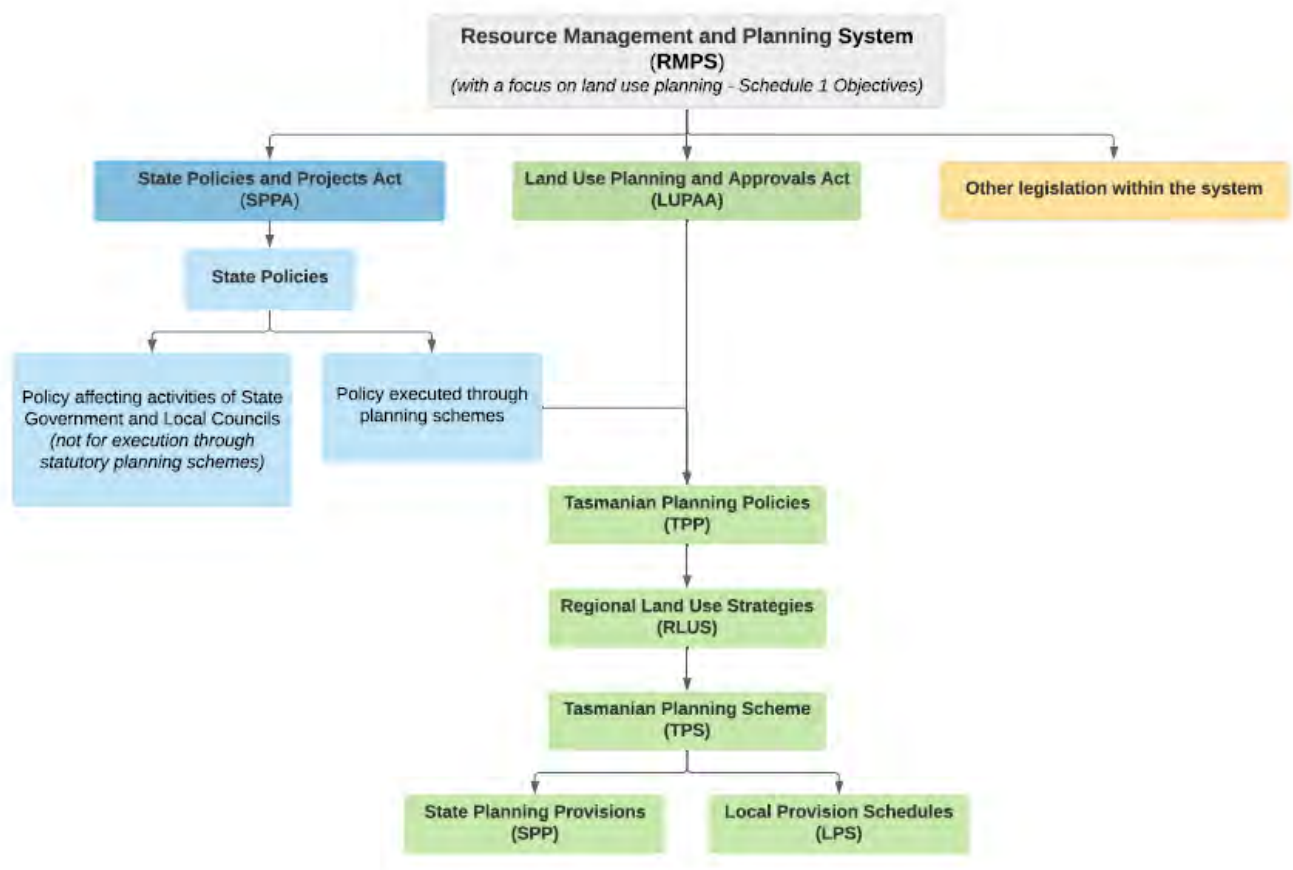 Resource Management and Planning System
(RMPS)
(with a focus on land use planning - Schedule 1 Objectives)
State Policies and Projects Act
(SPPA)
Land Use Planning and Approvals Act
(LUPAA)
Other legislation within the system
State Policies
Policy affecting activities of State
Government and Local Councils
(not for execution through
statutory planning schemes)
Policy executed through
planning schemes
Tasmanian Planning Policies
(TPP)
Regional Land Use Strategies
(RLUS)
Tasmanian Planning Scheme
(TPS)
State Planning Provisions
(SPP)
Local Provision Schedules
(LPS)